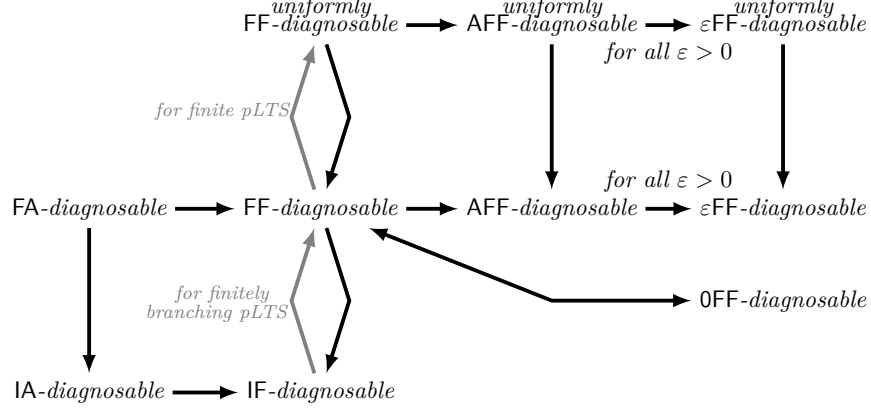 uniformly uniformly uniformly
FF-diagnosable AFF-diagnosable εFF-diagnosable
for all ε > 0
for finite pLTS
for all ε > 0
FA-diagnosable FF-diagnosable AFF-diagnosable εFF-diagnosable
for finitely
branching pLTS
0FF-diagnosable
IA-diagnosable IF-diagnosable